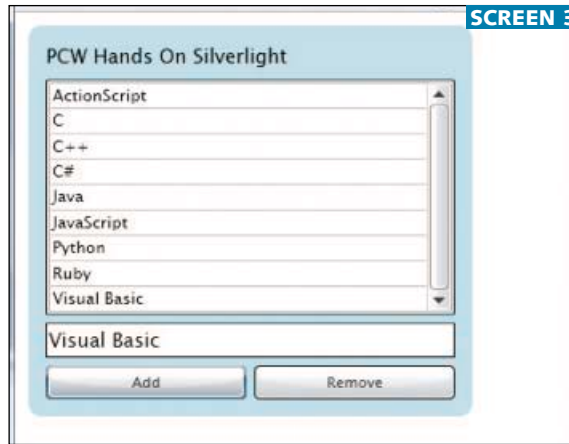 SCREEN 3
PCW Hands On Silverlight
ActionScript
C
C++
C#
Java
JavaScript
Python
Ruby
Visual Basic
Visual Basic
Add
Remove